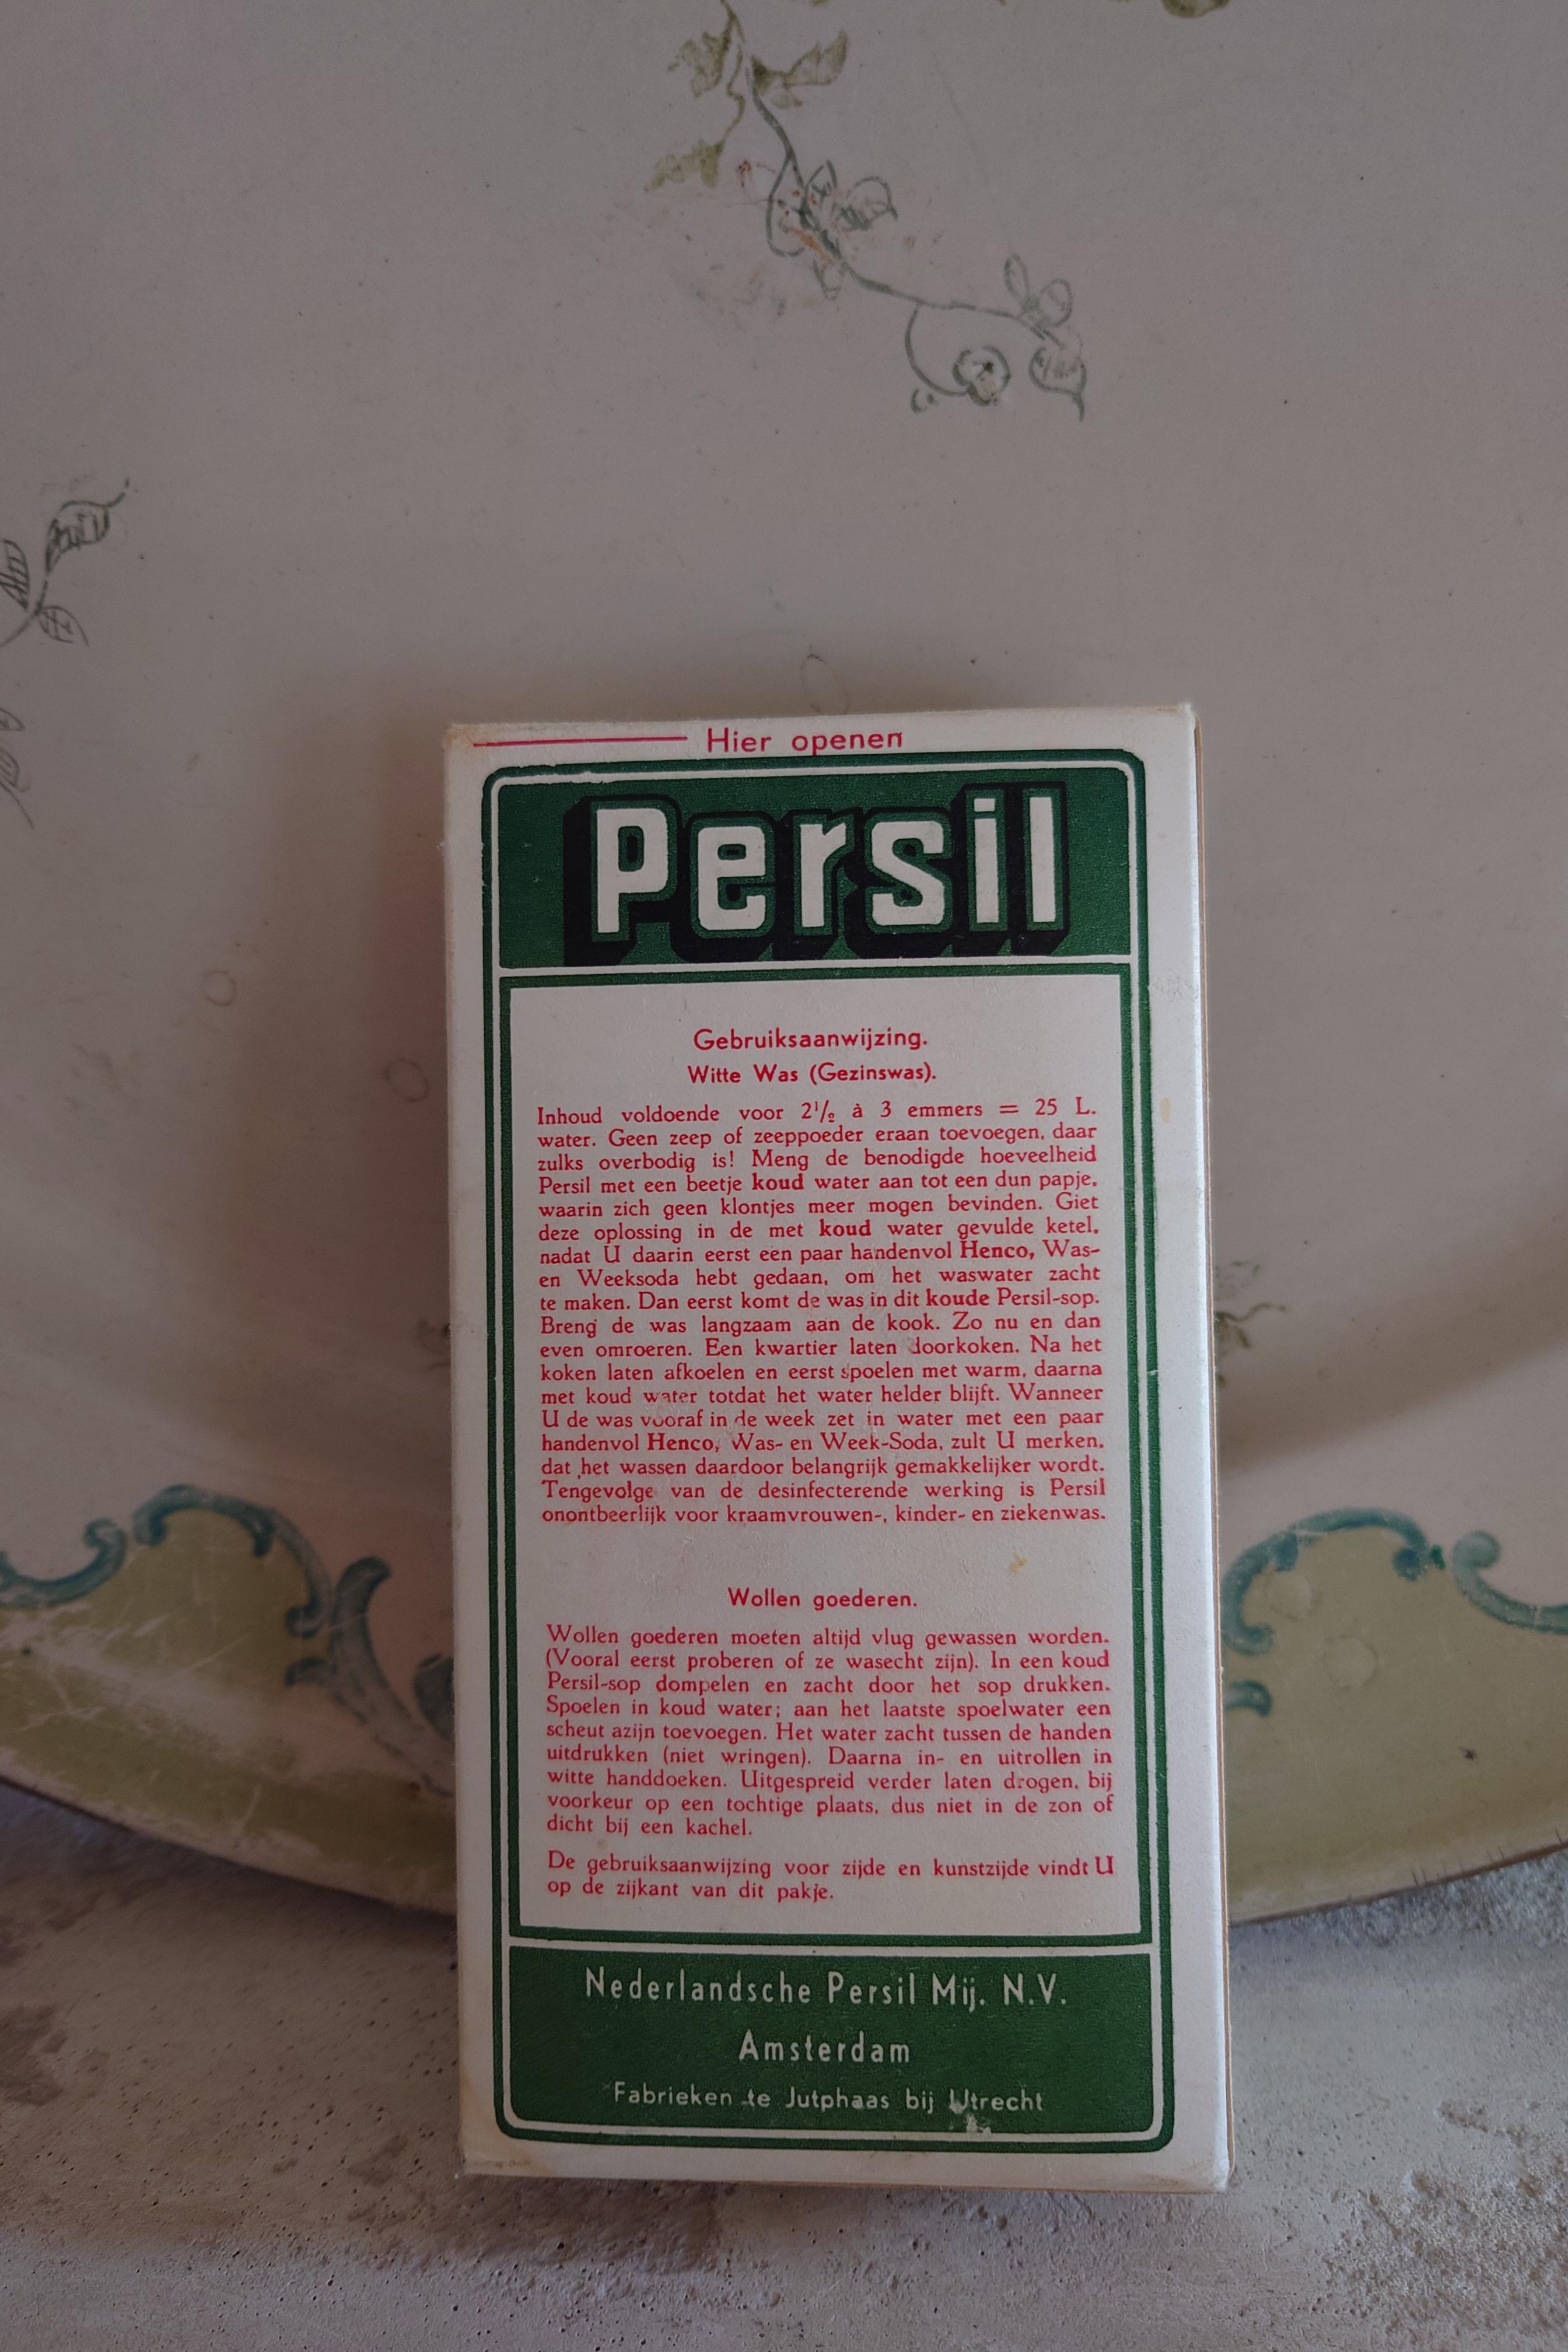 Hier openen
Persil
Gebruiksaanwijzing.
Witte Was (Gezinswas).
Inhoud voldoende voor 2¹/₂ à 3 emmers = 25 L.
water. Geen zeep of zeeppoeder eraan toevoegen, daar
zulks overbodig is! Meng de benodigde hoeveelheid
Persil met een beetje koud water aan tot een dun papje,
waarin zich geen klontjes meer mogen bevinden. Giet
deze oplossing in de met koud water gevulde ketel,
nadat U daarin eerst een paar handenvol Henco, Was-
en Weeksoda hebt gedaan, om het waswater zacht
te maken. Dan eerst komt de was in dit koude Persil-sop.
Breng de was langzaam aan de kook. Zo nu en dan
even omroeren. Een kwartier laten doorkoken. Na het
koken laten afkoelen en eerst spoelen met warm, daarna
met koud water totdat het water helder blijft. Wanneer
U de was vooraf in de week zet in water met een paar
handenvol Henco, Was- en Week-Soda, zult U merken,
dat het wassen daardoor belangrijk gemakkelijker wordt.
Tengevolge van de desinfecterende werking is Persil
onontbeerlijk voor kraamvrouwen-, kinder- en ziekenwas.
Wollen goederen.
Wollen goederen moeten altijd vlug gewassen worden.
(Vooral eerst proberen of ze wasecht zijn). In een koud
Persil-sop dompelen en zacht door het sop drukken.
Spoelen in koud water; aan het laatste spoelwater een
scheut azijn toevoegen. Het water zacht tussen de handen
uitdrukken (niet wringen). Daarna in- en uitrollen in
witte handdoeken. Uitgespreid verder laten drogen, bij
voorkeur op een tochtige plaats, dus niet in de zon of
dicht bij een kachel.
De gebruiksaanwijzing voor zijde en kunstzijde vindt U
op de zijkant van dit pakje.
Nederlandsche Persil Mij. N.V.
Amsterdam
Fabrieken te Jutphaas bij Utrecht